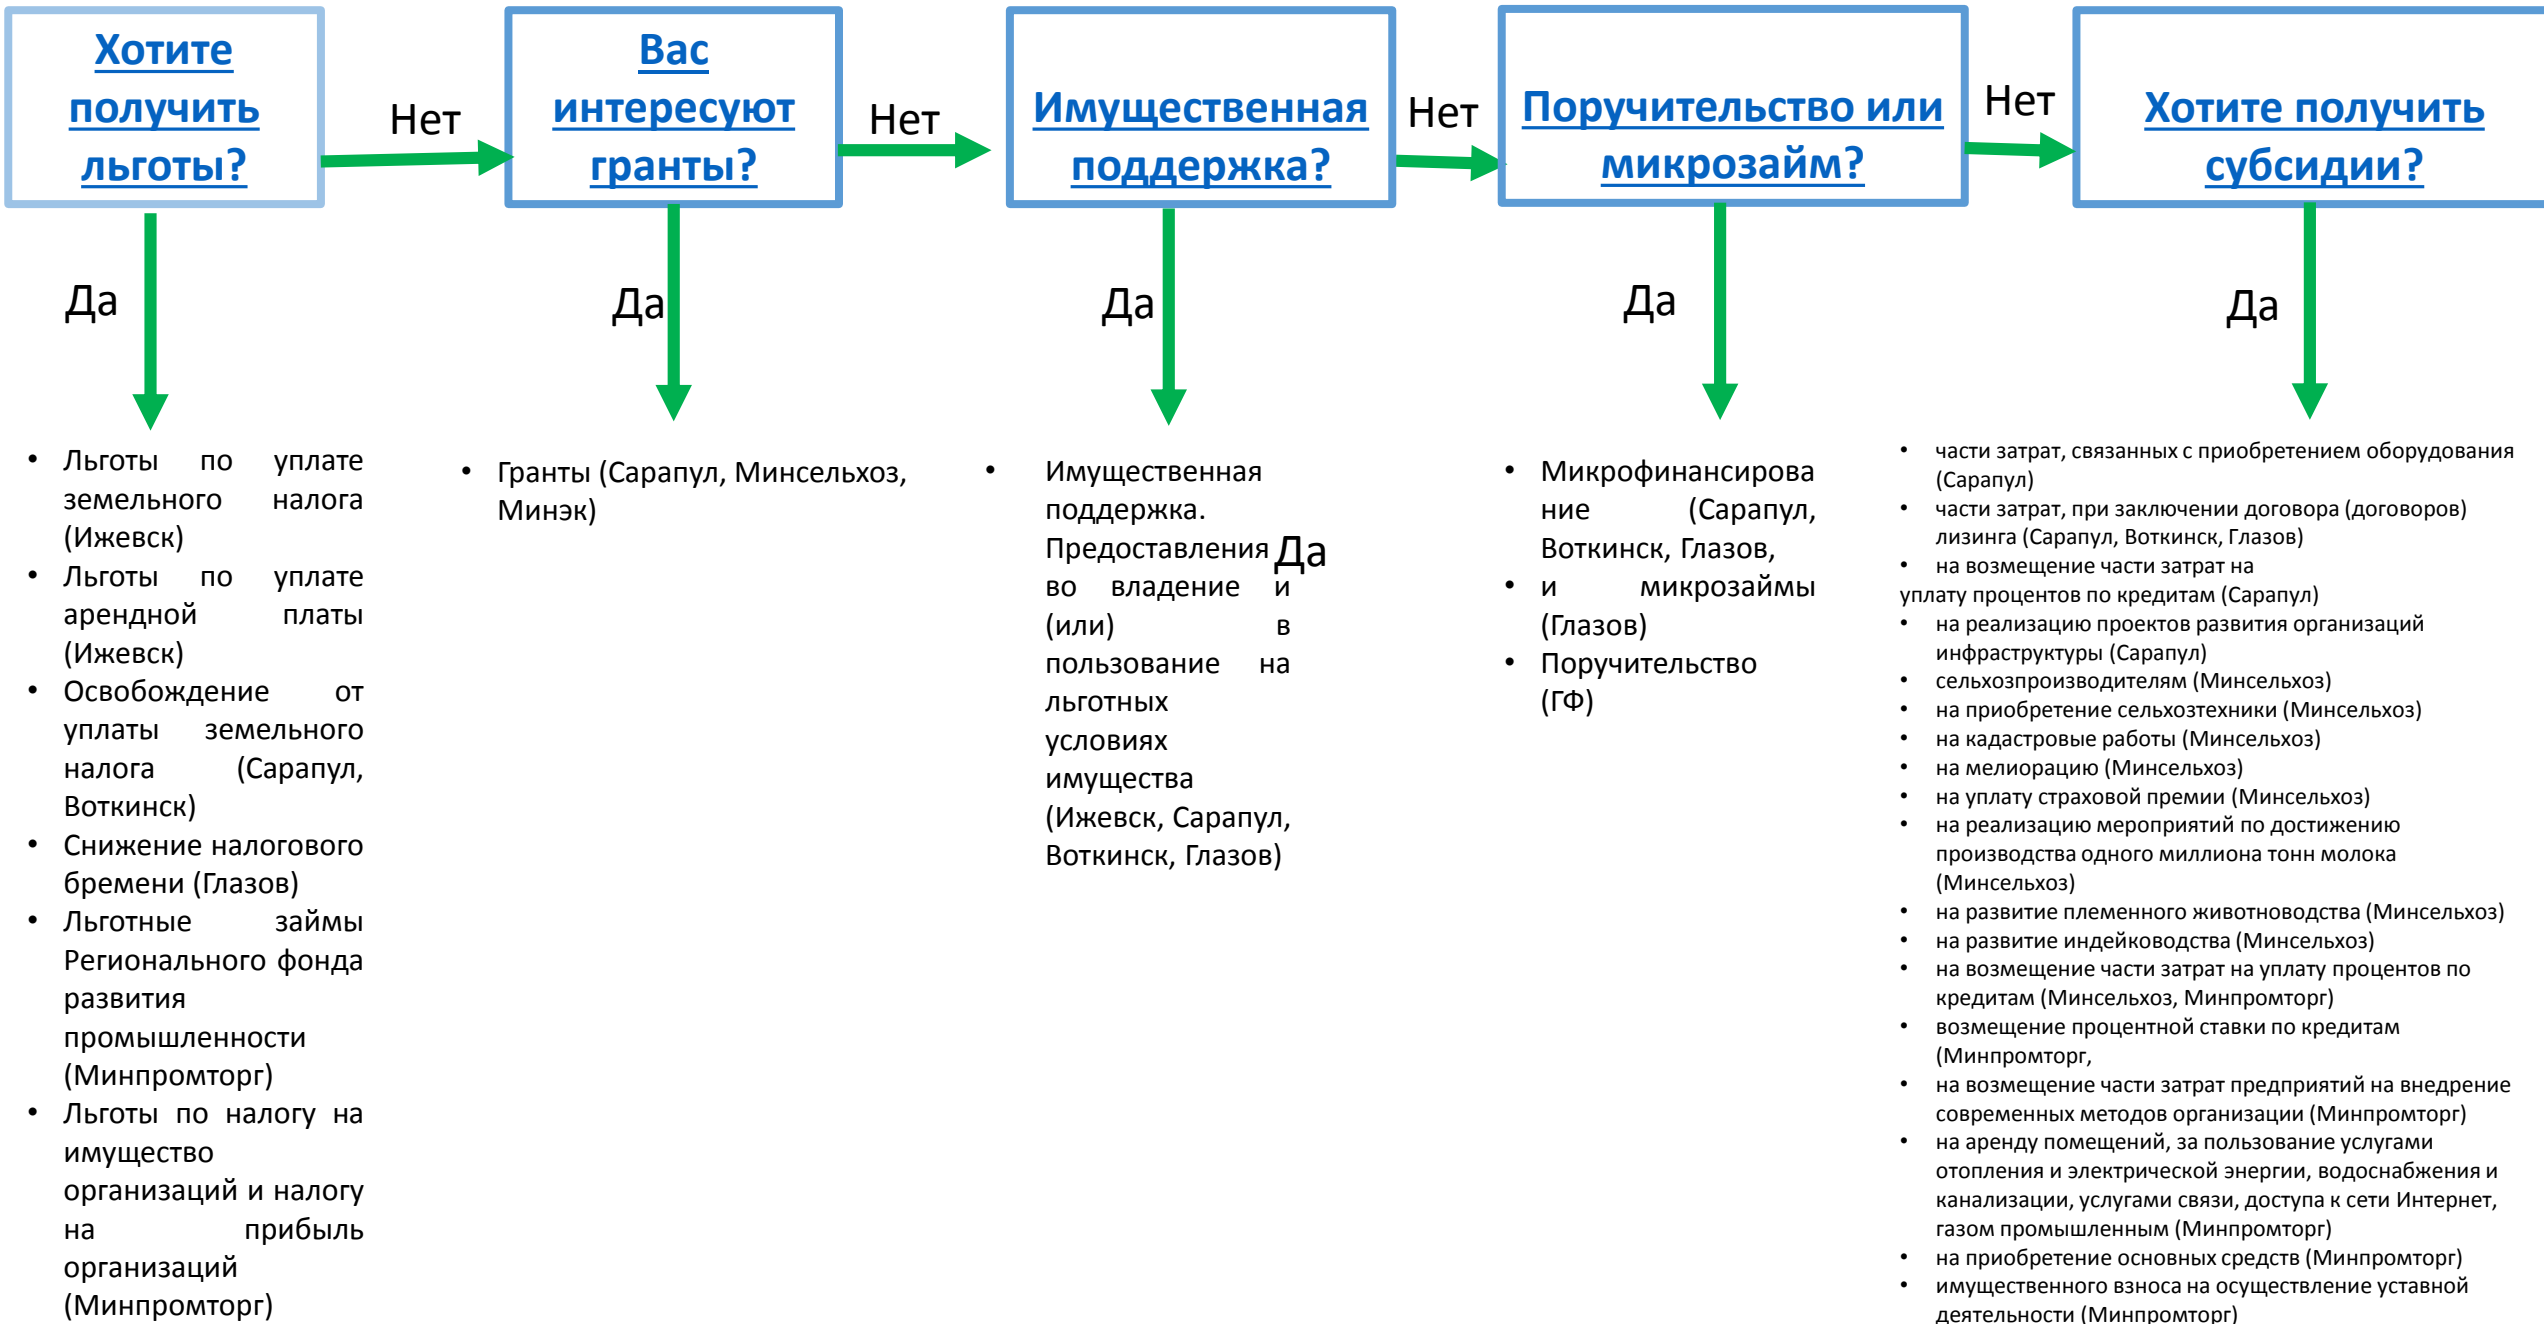 Хотите
получить
льготы?
Нет
Вас
интересуют
гранты?
Нет
Имущественная
поддержка?
Нет
Поручительство или
микрозайм?
Нет
Хотите получить
субсидии?
Да
Да
Да
Да
Да
• Льготы по уплате
земельного налога
(Ижевск)
• Льготы по уплате
арендной платы
(Ижевск)
• Освобождение от
уплаты земельного
налога (Сарапул,
Воткинск)
• Снижение налогового
бремени (Глазов)
• Льготные займы
Регионального фонда
развития
промышленности
(Минпромторг)
• Льготы по налогу на
имущество
организаций и налогу
на прибыль
организаций
(Минпромторг)
• Гранты (Сарапул, Минсельхоз,
Минэк)
• Имущественная
поддержка.
Предоставления
во владение и
(или) в
пользование на
льготных
условиях
имущества
(Ижевск, Сарапул,
Воткинск, Глазов)
Да
• Микрофинансирова
ние (Сарапул,
Воткинск, Глазов,
• и микрозаймы
(Глазов)
• Поручительство
(ГФ)
• части затрат, связанных с приобретением оборудования
(Сарапул)
• части затрат, при заключении договора (договоров)
лизинга (Сарапул, Воткинск, Глазов)
• на возмещение части затрат на
уплату процентов по кредитам (Сарапул)
• на реализацию проектов развития организаций
инфраструктуры (Сарапул)
• сельхозпроизводителям (Минсельхоз)
• на приобретение сельхозтехники (Минсельхоз)
• на кадастровые работы (Минсельхоз)
• на мелиорацию (Минсельхоз)
• на уплату страховой премии (Минсельхоз)
• на реализацию мероприятий по достижению
производства одного миллиона тонн молока
(Минсельхоз)
• на развитие племенного животноводства (Минсельхоз)
• на развитие индейководства (Минсельхоз)
• на возмещение части затрат на уплату процентов по
кредитам (Минсельхоз, Минпромторг)
• возмещение процентной ставки по кредитам
(Минпромторг,
• на возмещение части затрат предприятий на внедрение
современных методов организации (Минпромторг)
• на аренду помещений, за пользование услугами
отопления и электрической энергии, водоснабжения и
канализации, услугами связи, доступа к сети Интернет,
газом промышленным (Минпромторг)
• на приобретение основных средств (Минпромторг)
• имущественного взноса на осуществление уставной
деятельности (Минпромторг)